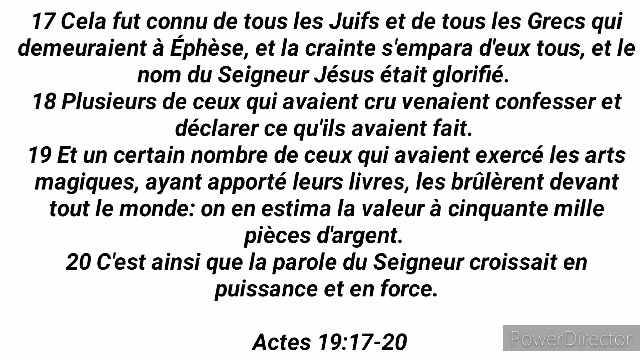 17 Cela fut connu de tous les Juifs et de tous les Grecs qui
demeuraient à Éphèse, et la crainte s'empara d'eux tous, et le
nom du Seigneur Jésus était glorifié.
18 Plusieurs de ceux qui avaient cru venaient confesser et
déclarer ce qu'ils avaient fait.
19 Et un certain nombre de ceux qui avaient exercé les arts
magiques, ayant apporté leurs livres, les brûlèrent devant
tout le monde: on en estima la valeur à cinquante mille
pièces d'argent.
20 C'est ainsi que la parole du Seigneur croissait en
puissance et en force.
Actes 19:17-20
PowerDirector